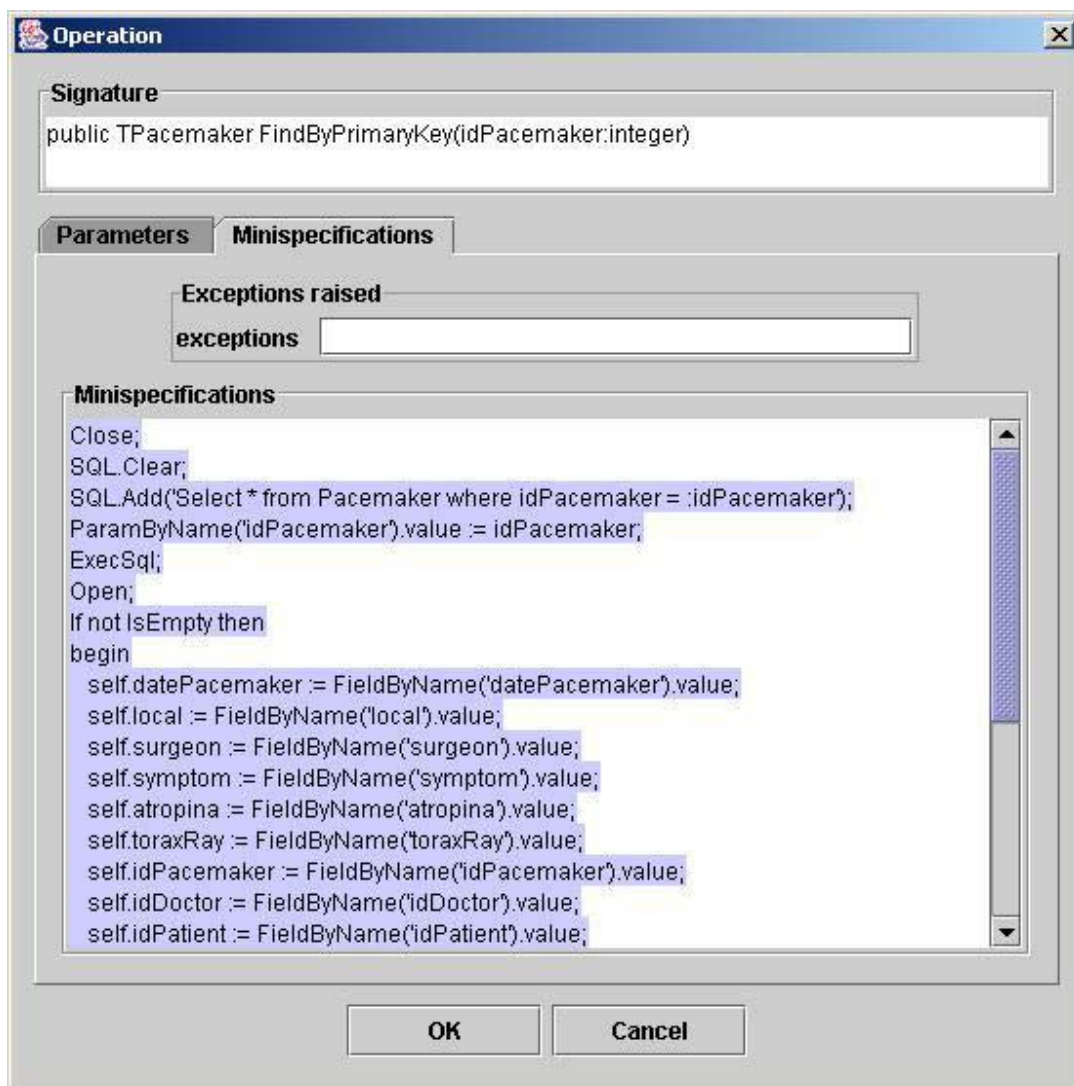 Operation
Signature
public TPacemaker FindByPrimaryKey(idPacemaker:integer)
Parameters Minispecifications
Exceptions raised
exceptions
Minispecifications
Close;
SQL.Clear;
SQL.Add('Select * from Pacemaker where idPacemaker = :idPacemaker');
ParamByName('idPacemaker').value := idPacemaker;
ExecSql;
Open;
If not IsEmpty then
begin
self.datePacemaker := FieldByName('datePacemaker').value;
self.local := FieldByName('local').value;
self.surgeon := FieldByName('surgeon').value;
self.symptom := FieldByName('symptom').value;
self.atropina := FieldByName('atropina').value;
self.toraxRay := FieldByName('toraxRay').value;
self.idPacemaker := FieldByName('idPacemaker').value;
self.idDoctor := FieldByName('idDoctor').value;
self.idPatient := FieldByName('idPatient').value;
OK Cancel